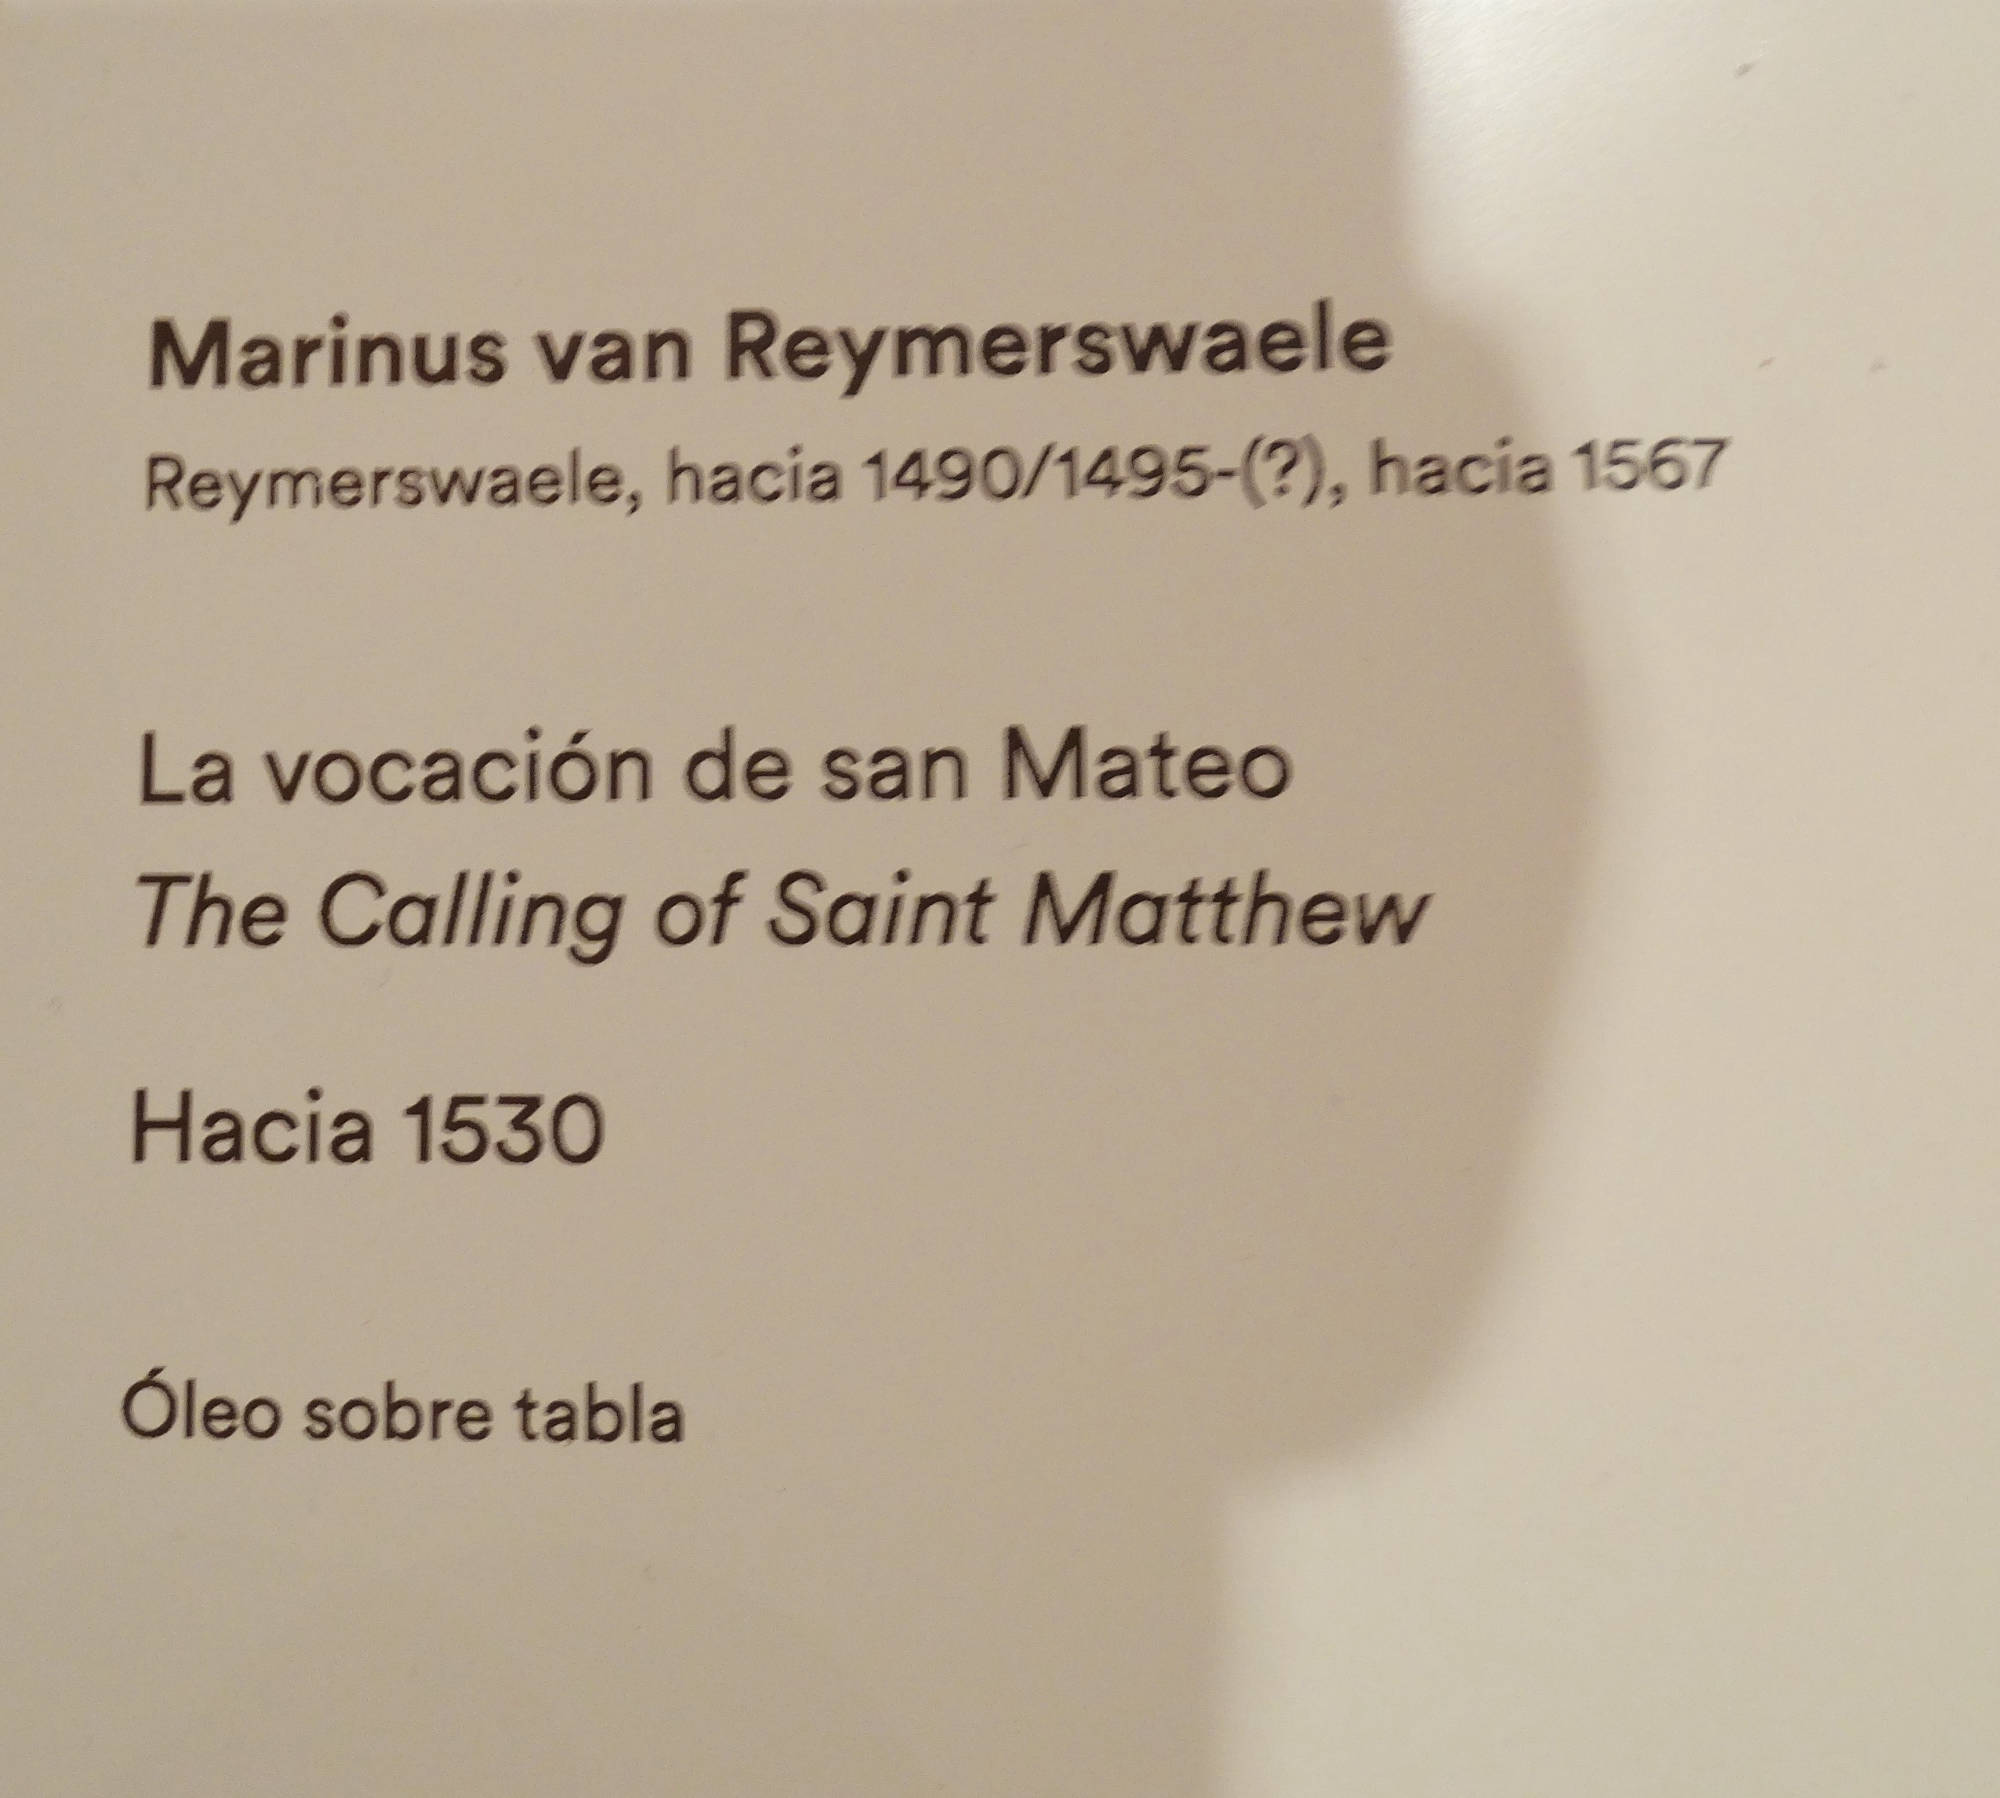 Marinus van Reymerswaele
Reymerswaele, hacia 1490/1495-(?), hacia 1567
La vocación de san Mateo
The Calling of Saint Matthew
Hacia 1530
Óleo sobre tabla